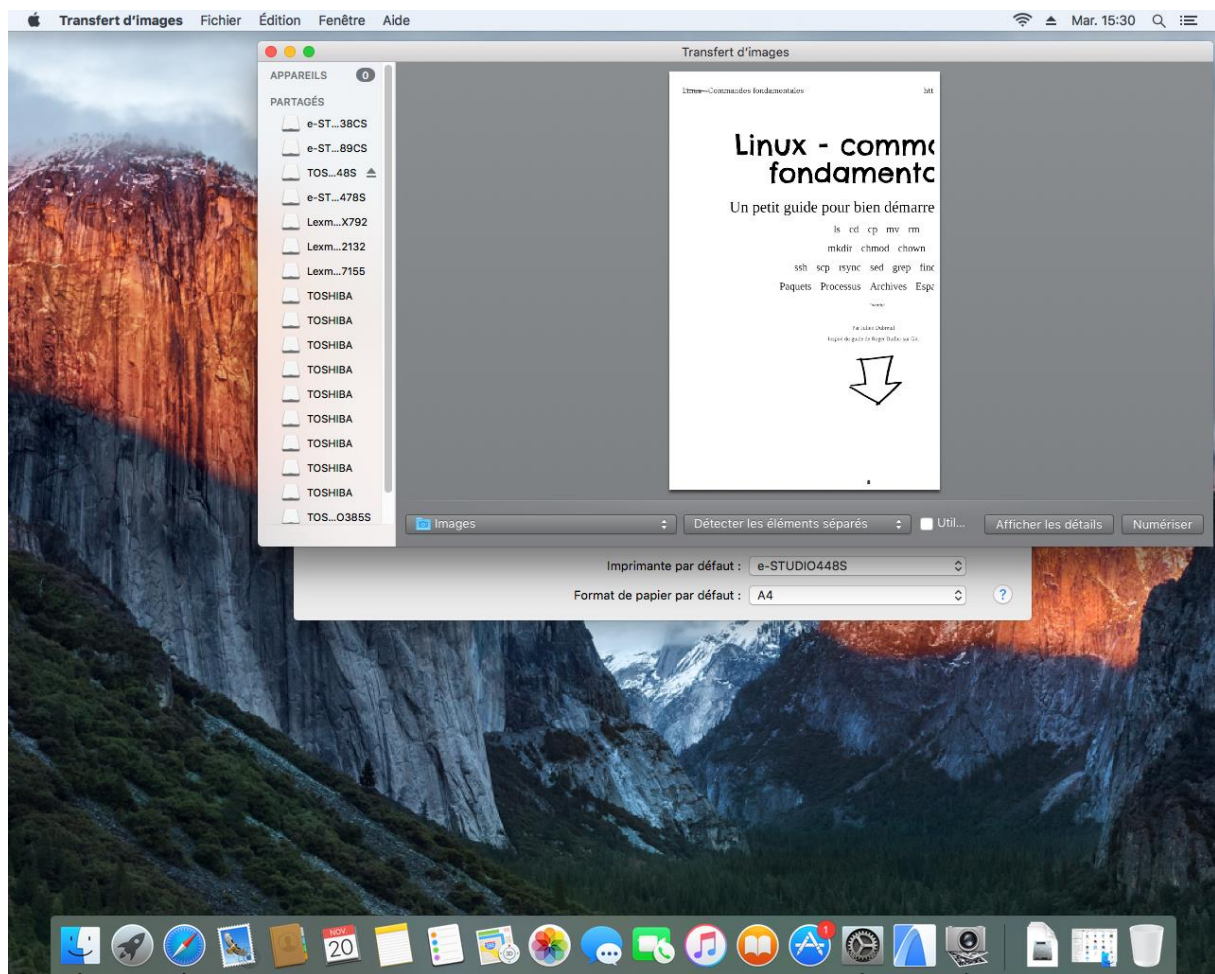 Transfert d'images Fichier Édition Fenêtre Aide Mar. 15:30
Transfert d'images
APPAREILS 0
PARTAGÉS
e-ST...38CS
e-ST...89CS
TOS...48S
e-ST...478S
Lexm...X792
Lexm...2132
Lexm...7155
TOSHIBA
TOSHIBA
TOSHIBA
TOSHIBA
TOSHIBA
TOSHIBA
TOSHIBA
TOSHIBA
TOSHIBA
TOS...O385S
Linux - Commandes fondamentales htt
Linux - comma
fondamenta
Un petit guide pour bien démarre
ls cd cp mv rm
mkdir chmod chown
ssh scp rsync sed grep find
Paquets Processus Archives Espa
Images Détecter les éléments séparés Util... Afficher les détails Numériser
Imprimante par défaut : e-STUDIO448S
Format de papier par défaut : A4 ?
NOV.
20
3D
1